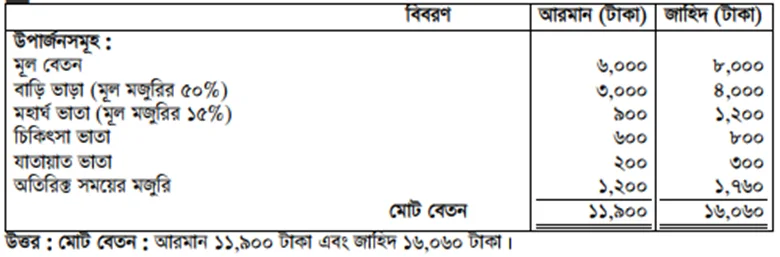 বিবরণ আরমান (টাকা) জাহিদ (টাকা)
উপার্জনসমূহ :
মূল বেতন ৬,০০০ ৮,০০০
বাড়ি ভাড়া (মূল মজুরির ৫০%) ৩,০০০ ৪,০০০
মহার্ঘ ভাতা (মূল মজুরির ১৫%) ৯০০ ১,২০০
চিকিৎসা ভাতা ৬০০ ৮০০
যাতায়াত ভাতা ২০০ ৩০০
অতিরিক্ত সময়ের মজুরি ১,২০০ ১,৭৬০
মোট বেতন ১১,৯০০ ১৬,০৬০
উত্তর : মোট বেতন : আরমান ১১,৯০০ টাকা এবং জাহিদ ১৬,০৬০ টাকা।